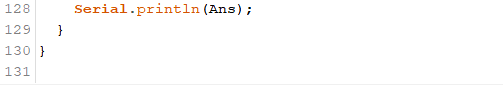 128 Serial.println(Ans);
129 }
130 }
131